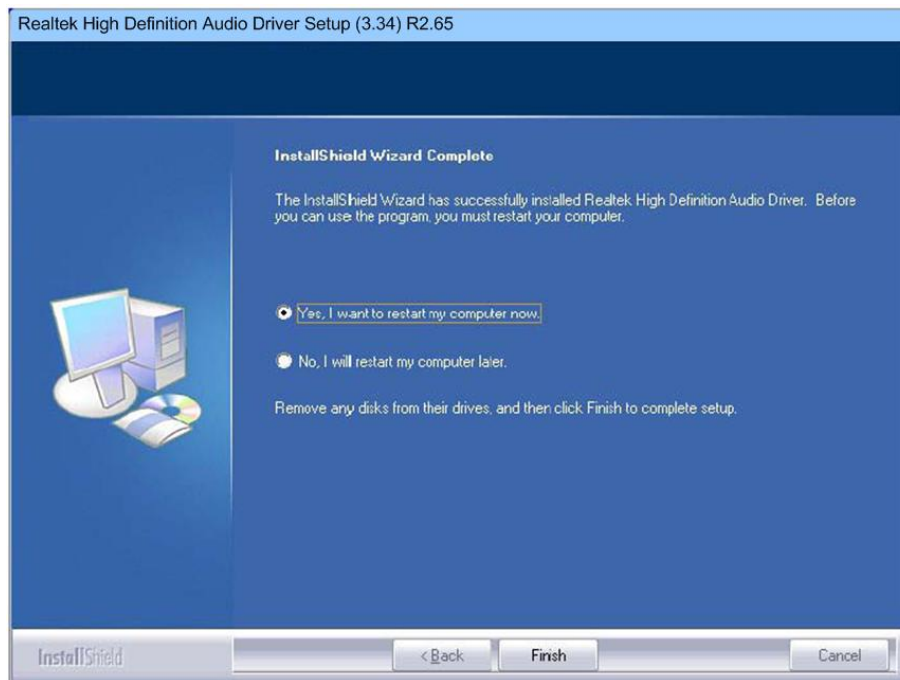 Realtek High Definition Audio Driver Setup (3.34) R2.65
InstallShield Wizard Complete
The InstallShield Wizard has successfully installed Realtek High Definition Audio Driver. Before
you can use the program, you must restart your computer.
Yes, I want to restart my computer now.
No, I will restart my computer later.
Remove any disks from their drives, and then click Finish to complete setup.
InstallShield
< Back
Finish
Cancel